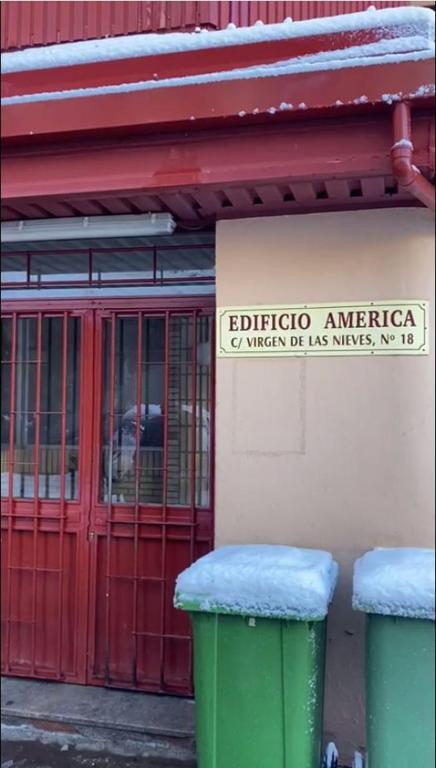 EDIFICIO AMERICA
C/ VIRGEN DE LAS NIEVES, Nº 18